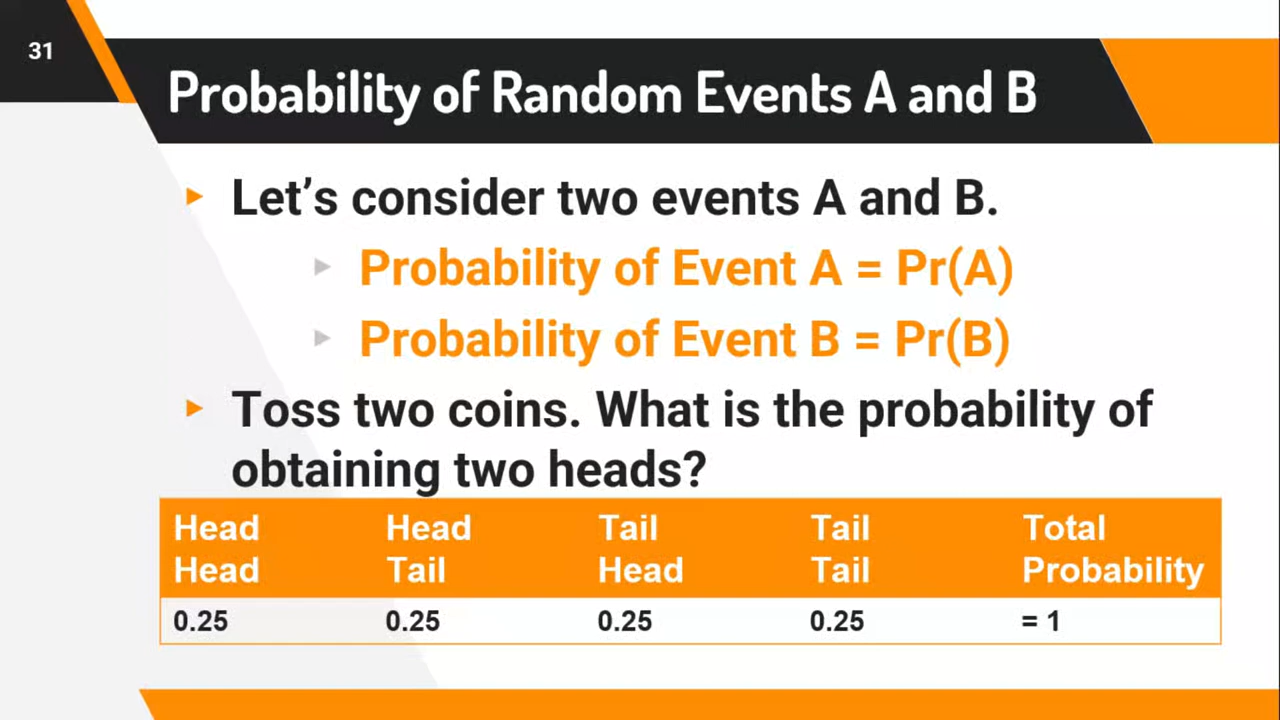 31
Probability of Random Events A and B
Let's consider two events A and B.
Probability of Event A = Pr(A)
Probability of Event B = Pr(B)
Toss two coins. What is the probability of
obtaining two heads?
Head Head Tail Tail Total
Head Tail Head Tail Probability
0.25 0.25 0.25 0.25 = 1